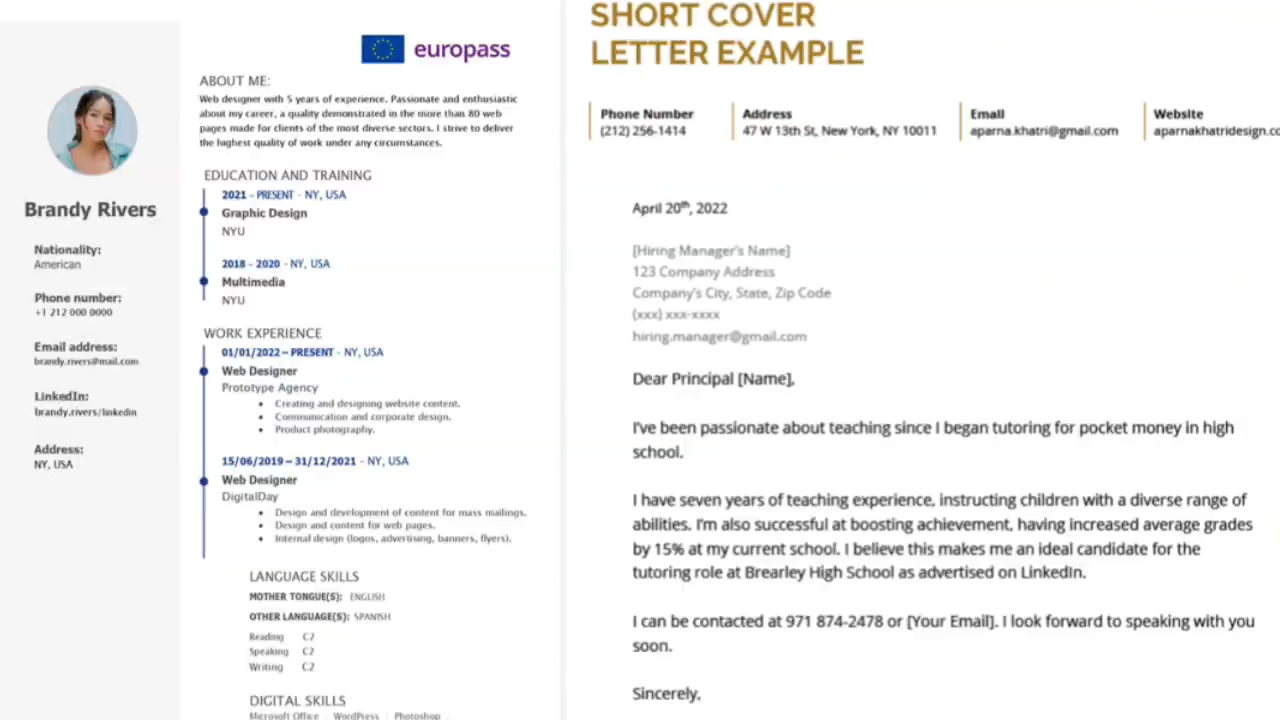 europass
ABOUT ME:
Web designer with 5 years of experience. Passionate and enthusiastic
about my career, a quality demonstrated in the more than 80 web
pages made for clients of the most diverse sectors. I strive to deliver
the highest quality of work under any circumstances.
Brandy Rivers
Nationality:
American
Phone number:
+1 212 000 0000
Email address:
brandy.rivers@mail.com
LinkedIn:
brandy.rivers/linkedin
Address:
NY, USA
EDUCATION AND TRAINING
2021 - PRESENT - NY, USA
Graphic Design
NYU
2018 - 2020 - NY, USA
Multimedia
NYU
WORK EXPERIENCE
01/01/2022 – PRESENT - NY, USA
Web Designer
Prototype Agency
• Creating and designing website content.
• Communication and corporate design.
• Product photography.
15/06/2019 – 31/12/2021 - NY, USA
Web Designer
DigitalDay
• Design and development of content for mass mailings.
• Design and content for web pages.
• Internal design (logos, advertising, banners, flyers).
LANGUAGE SKILLS
MOTHER TONGUE(S): ENGLISH
OTHER LANGUAGE(S): SPANISH
Reading C2
Speaking C2
Writing C2
DIGITAL SKILLS
Microsoft Office WordPress Photoshop
SHORT COVER
LETTER EXAMPLE
Phone Number
(212) 256-1414
Address
47 W 13th St, New York, NY 10011
Email
aparna.khatri@gmail.com
Website
aparnakhatridesign.co
April 20th, 2022
[Hiring Manager's Name]
123 Company Address
Company's City, State, Zip Code
(xxx) xxx-xxxx
hiring.manager@gmail.com
Dear Principal [Name],
I've been passionate about teaching since I began tutoring for pocket money in high
school.
I have seven years of teaching experience, instructing children with a diverse range of
abilities. I'm also successful at boosting achievement, having increased average grades
by 15% at my current school. I believe this makes me an ideal candidate for the
tutoring role at Brearley High School as advertised on LinkedIn.
I can be contacted at 971 874-2478 or [Your Email]. I look forward to speaking with you
soon.
Sincerely,